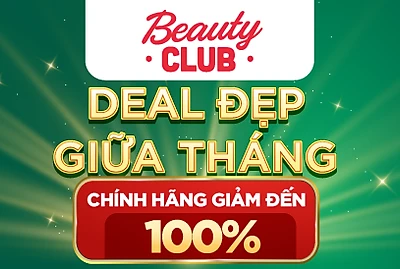 Beauty
• CLUB •
DEAL ĐẸP
GIỮA THÁNG
CHÍNH HÃNG GIẢM ĐẾN
100%